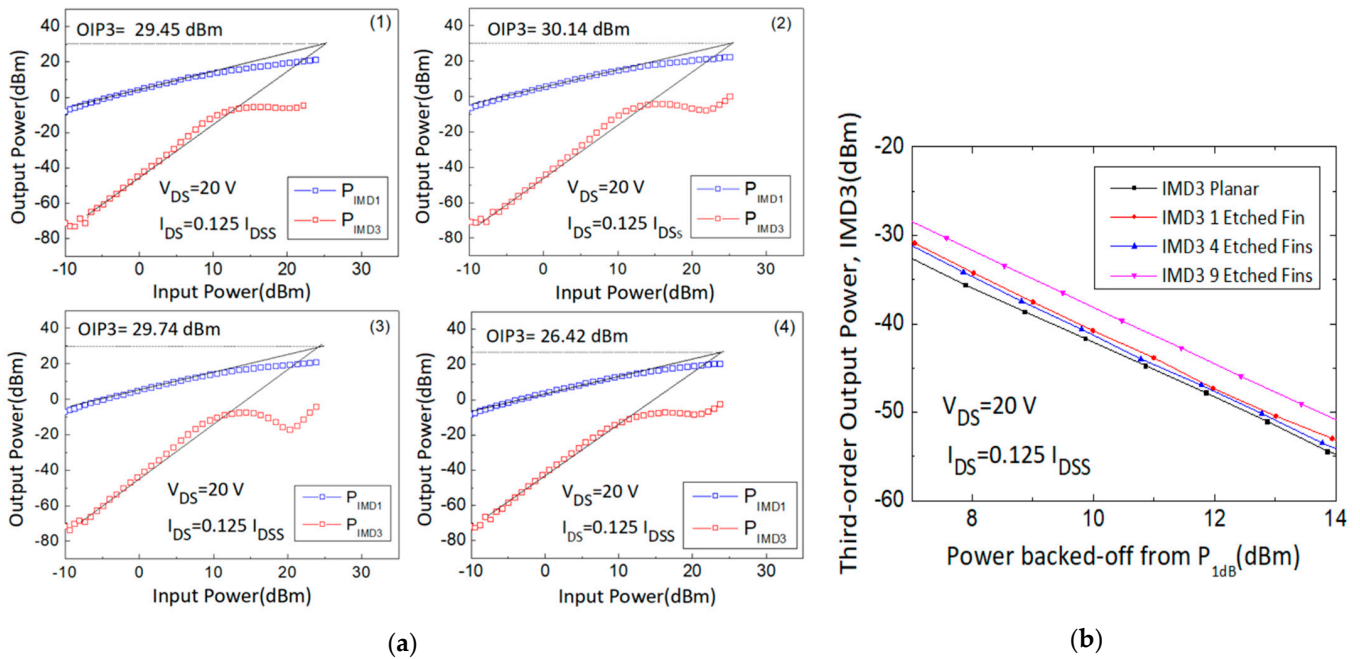 (1)
OIP3= 29.45 dBm
Output Power(dBm)
40
20
0
-20
-40
-60
-80
V_DS=20 V
I_DS=0.125 I_DSS
P_IMD1
P_IMD3
-10 0 10 20 30
Input Power(dBm)
(2)
OIP3= 30.14 dBm
Output Power(dBm)
40
20
0
-20
-40
-60
-80
V_DS=20 V
I_DS=0.125 I_DSs
P_IMD1
P_IMD3
-10 0 10 20 30
Input Power(dBm)
(3)
OIP3= 29.74 dBm
Output Power(dBm)
40
20
0
-20
-40
-60
-80
V_DS=20 V
I_DS=0.125 I_DSS
P_IMD1
P_IMD3
-10 0 10 20 30
Input Power(dBm)
(4)
OIP3= 26.42 dBm
Output Power(dBm)
40
20
0
-20
-40
-60
-80
V_DS=20 V
I_DS=0.125 I_DSS
P_IMD1
P_IMD3
-10 0 10 20 30
Input Power(dBm)
(a)
Third-order Output Power, IMD3(dBm)
-20
-30
-40
-50
-60
IMD3 Planar
IMD3 1 Etched Fin
IMD3 4 Etched Fins
IMD3 9 Etched Fins
V_DS=20 V
I_DS=0.125 I_DSS
8 10 12 14
Power backed-off from P_1dB(dBm)
(b)